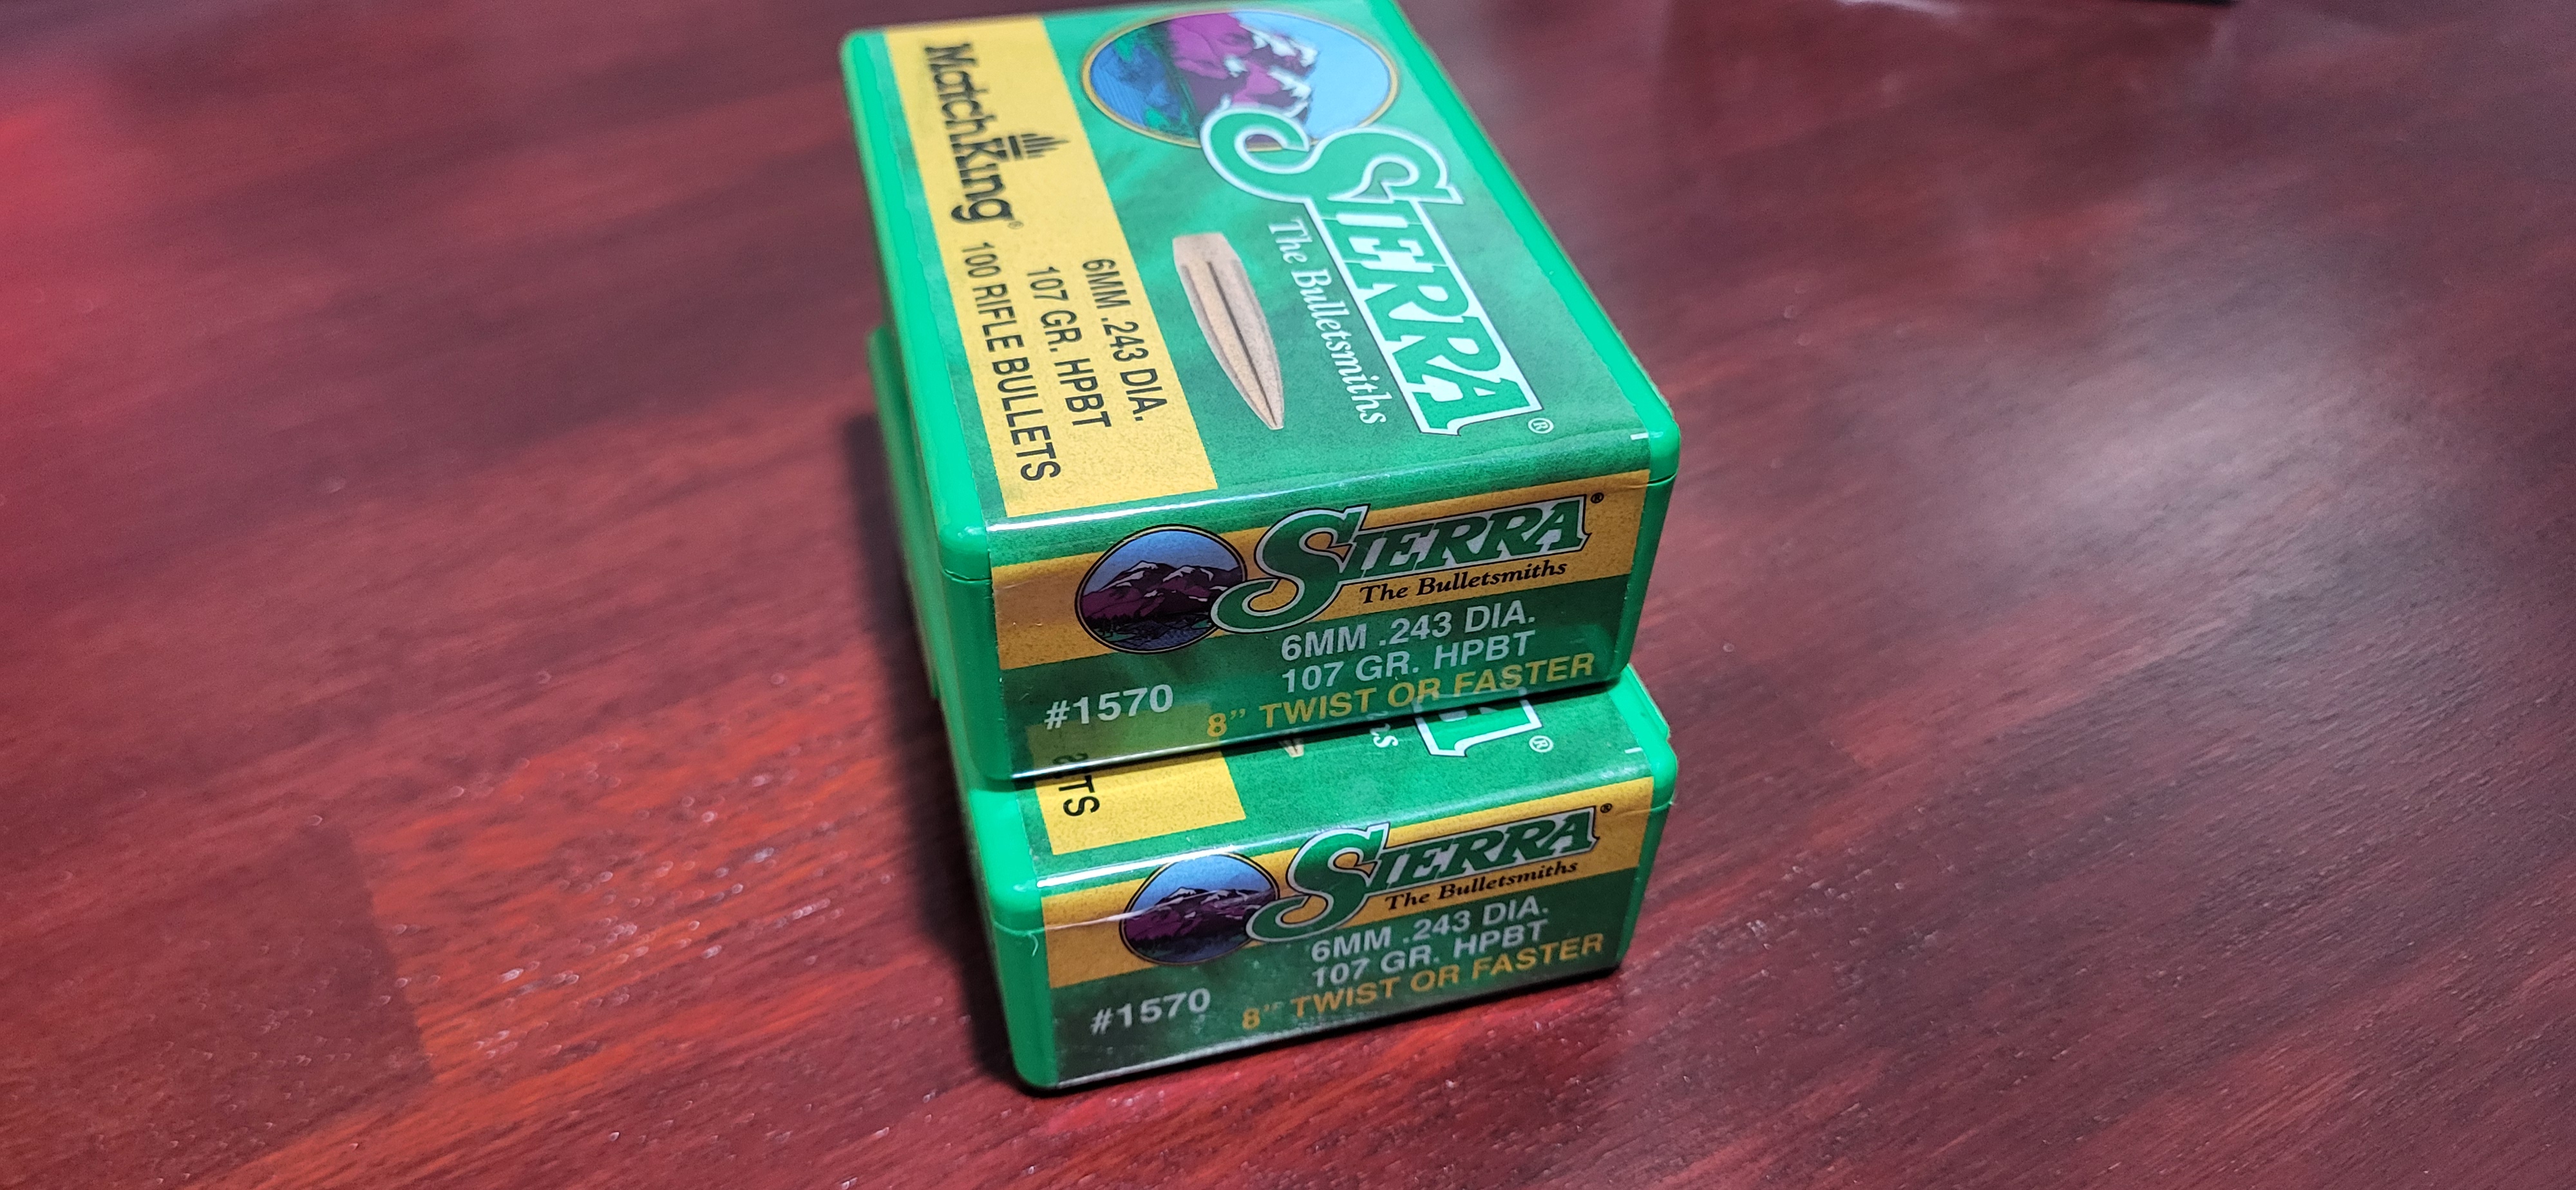 MatchKing®
6MM .243 DIA.
107 GR. HPBT
100 RIFLE BULLETS
SIERRA®
The Bulletsmiths
SIERRA®
The Bulletsmiths
6MM .243 DIA.
107 GR. HPBT
#1570
8” TWIST OR FASTER
ETS
®
SIERRA®
The Bulletsmiths
6MM .243 DIA.
107 GR. HPBT
#1570
8” TWIST OR FASTER